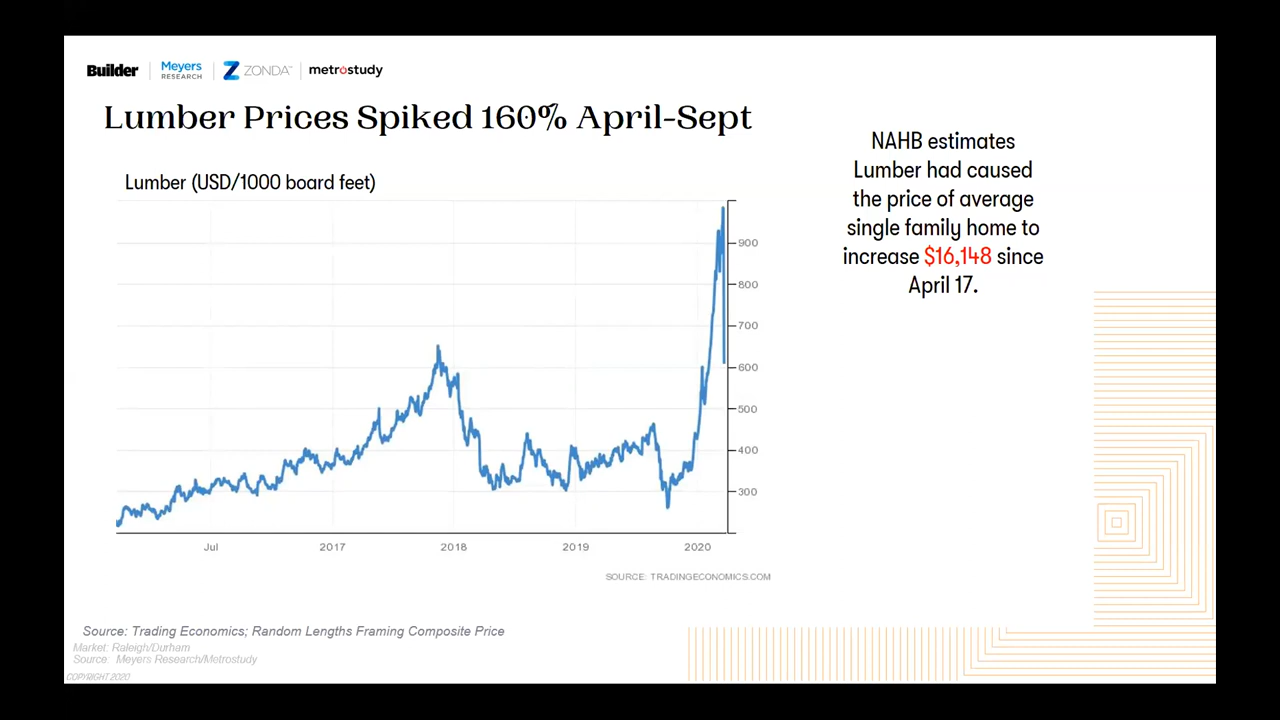 Builder
Meyers
RESEARCH
ZONDA™
metrostudy
Lumber Prices Spiked 160% April-Sept
NAHB estimates
Lumber had caused
the price of average
single family home to
increase $16,148 since
April 17.
Lumber (USD/1000 board feet)
900
800
700
600
500
400
300
Jul
2017
2018
2019
2020
SOURCE: TRADINGECONOMICS.COM
Source: Trading Economics; Random Lengths Framing Composite Price
Market: Raleigh/Durham
Source: Meyers Research/Metrostudy
COPYRIGHT 2020